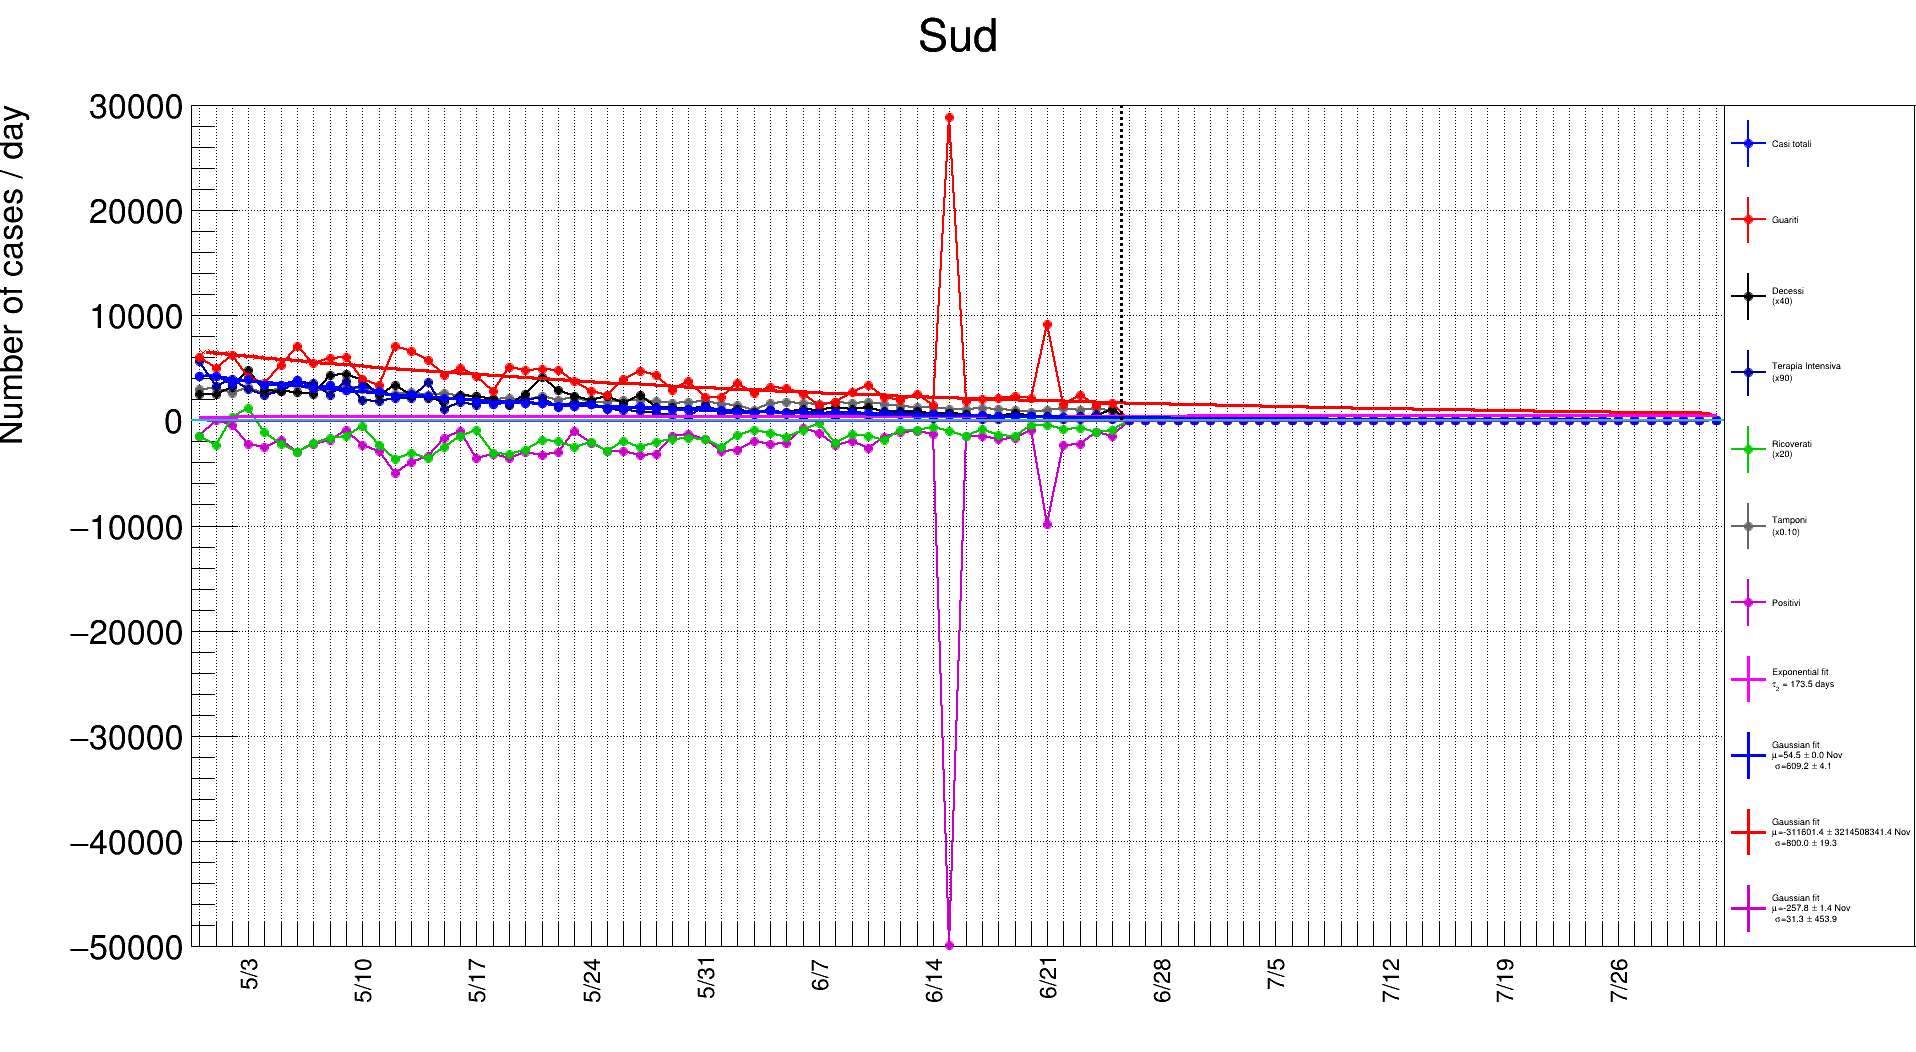 Sud
Number of cases / day
30000
20000
10000
0
−10000
−20000
−30000
−40000
−50000
5/3
5/10
5/17
5/24
5/31
6/7
6/14
6/21
6/28
7/5
7/12
7/19
7/26
Casi totali
Guariti
Decessi
(x40)
Terapia Intensiva
(x90)
Ricoverati
(x20)
Tamponi
(x0.10)
Positivi
Exponential fit
τ₂ = 173.5 days
Gaussian fit
μ=54.5 ± 0.0 Nov
σ=609.2 ± 4.1
Gaussian fit
μ=-311601.4 ± 3214508341.4 Nov
σ=800.0 ± 19.3
Gaussian fit
μ=-257.8 ± 1.4 Nov
σ=31.3 ± 453.9